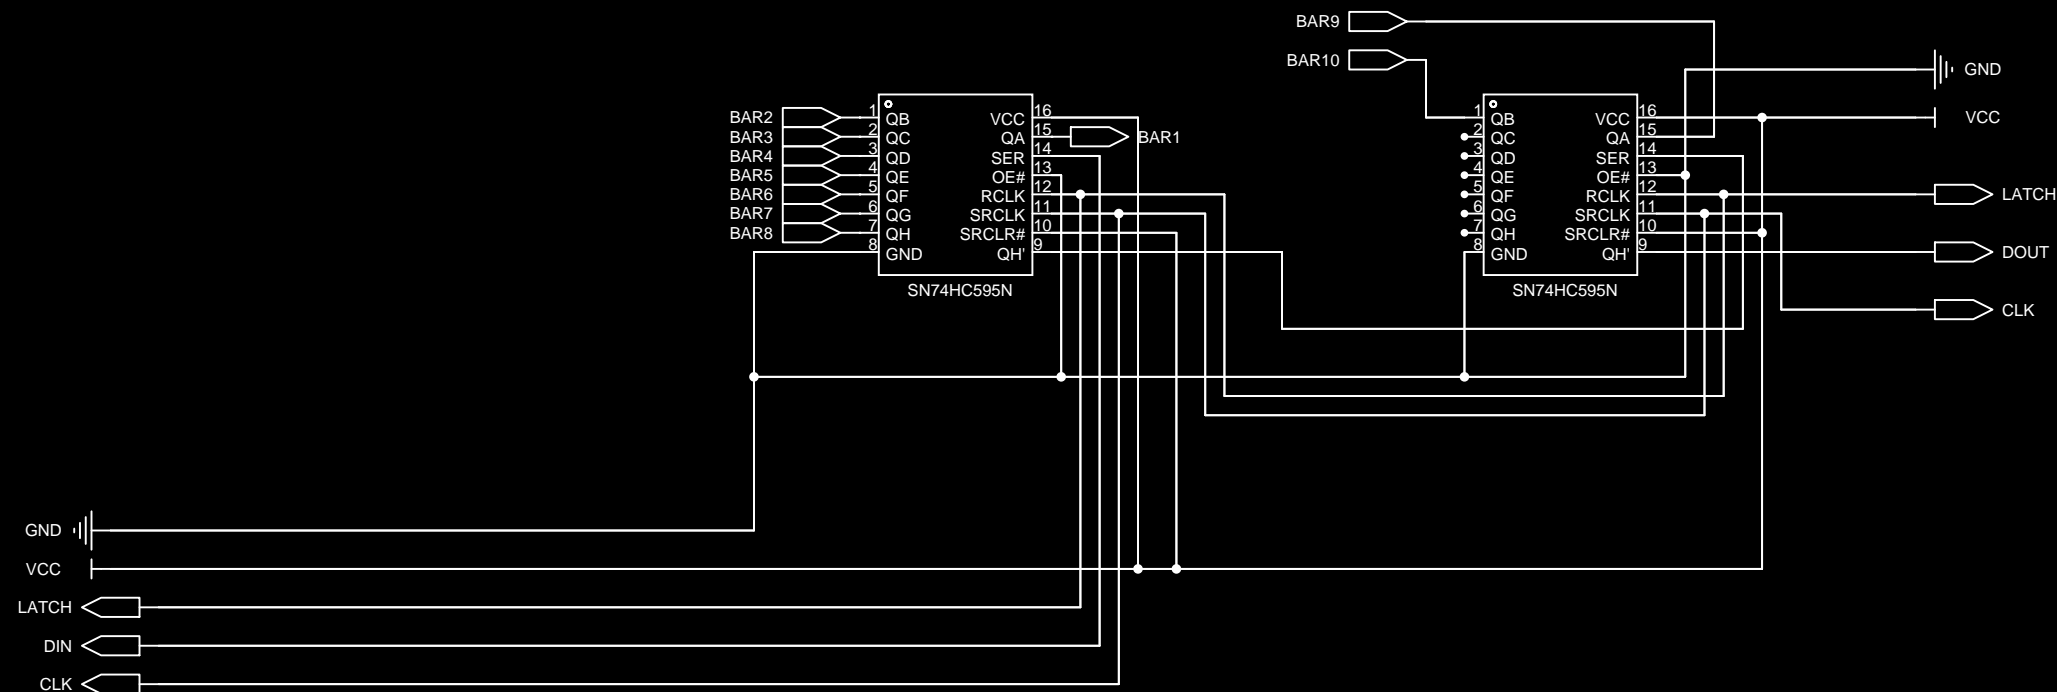 BAR9
BAR10
GND
VCC
BAR2 1 QB VCC 16
BAR3 2 QC QA 15 BAR1
BAR4 3 QD SER 14
BAR5 4 QE OE# 13
BAR6 5 QF RCLK 12
BAR7 6 QG SRCLK 11
BAR8 7 QH SRCLR# 10
8 GND QH' 9
SN74HC595N
1 QB VCC 16
2 QC QA 15
3 QD SER 14
4 QE OE# 13
5 QF RCLK 12
6 QG SRCLK 11
7 QH SRCLR# 10
8 GND QH' 9
SN74HC595N
LATCH
DOUT
CLK
GND
VCC
LATCH
DIN
CLK